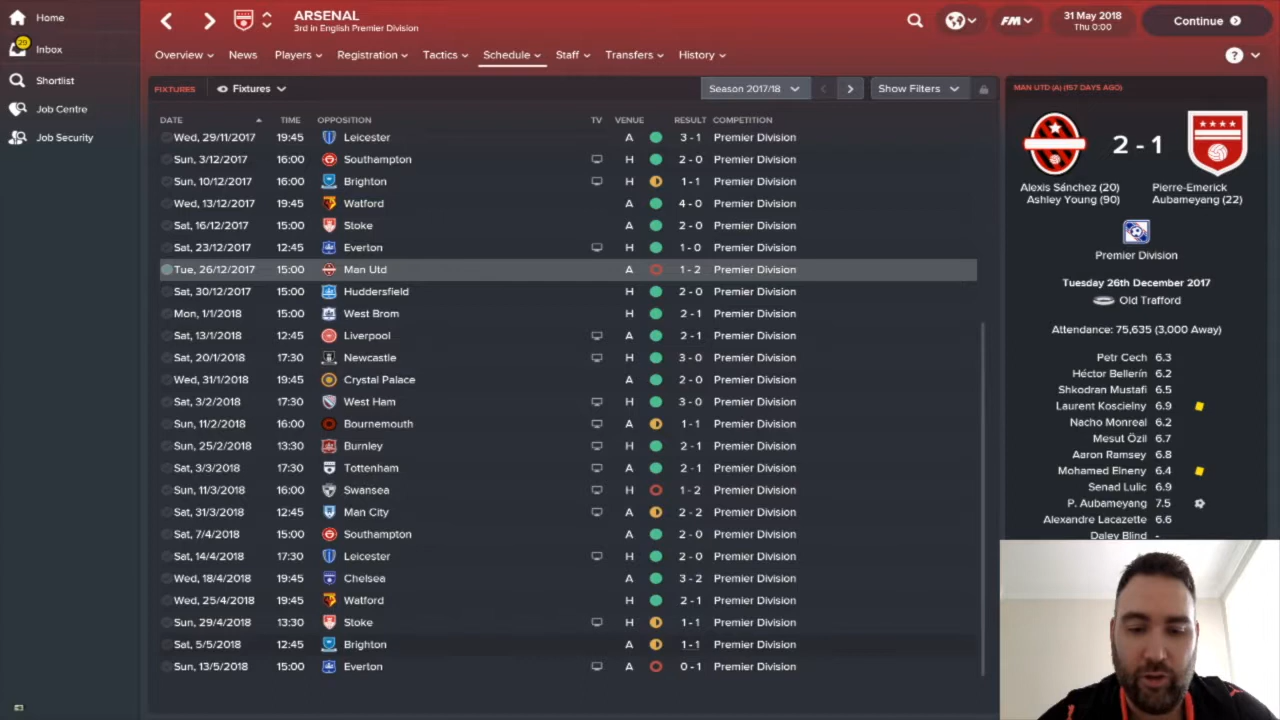 Home
Inbox
29
Shortlist
Job Centre
Job Security
ARSENAL
3rd in English Premier Division
FM
31 May 2018
Thu 0:00
Continue
Overview
News
Players
Registration
Tactics
Schedule
Staff
Transfers
History
?
FIXTURES
Fixtures
Season 2017/18
Show Filters
DATE TIME OPPOSITION TV VENUE RESULT COMPETITION
Wed, 29/11/2017 19:45 Leicester A 3 - 1 Premier Division
Sun, 3/12/2017 16:00 Southampton H 2 - 0 Premier Division
Sun, 10/12/2017 16:00 Brighton H 1 - 1 Premier Division
Wed, 13/12/2017 19:45 Watford A 4 - 0 Premier Division
Sat, 16/12/2017 15:00 Stoke A 2 - 0 Premier Division
Sat, 23/12/2017 12:45 Everton H 1 - 0 Premier Division
Tue, 26/12/2017 15:00 Man Utd A 1 - 2 Premier Division
Sat, 30/12/2017 15:00 Huddersfield H 2 - 0 Premier Division
Mon, 1/1/2018 15:00 West Brom H 2 - 1 Premier Division
Sat, 13/1/2018 12:45 Liverpool A 2 - 1 Premier Division
Sat, 20/1/2018 17:30 Newcastle H 3 - 0 Premier Division
Wed, 31/1/2018 19:45 Crystal Palace A 2 - 0 Premier Division
Sat, 3/2/2018 17:30 West Ham H 3 - 0 Premier Division
Sun, 11/2/2018 16:00 Bournemouth A 1 - 1 Premier Division
Sun, 25/2/2018 13:30 Burnley H 2 - 1 Premier Division
Sat, 3/3/2018 17:30 Tottenham A 2 - 1 Premier Division
Sun, 11/3/2018 16:00 Swansea H 1 - 2 Premier Division
Sat, 31/3/2018 12:45 Man City A 2 - 2 Premier Division
Sat, 7/4/2018 15:00 Southampton A 2 - 0 Premier Division
Sat, 14/4/2018 17:30 Leicester H 2 - 0 Premier Division
Wed, 18/4/2018 19:45 Chelsea A 3 - 2 Premier Division
Wed, 25/4/2018 19:45 Watford H 2 - 1 Premier Division
Sun, 29/4/2018 13:30 Stoke H 1 - 1 Premier Division
Sat, 5/5/2018 12:45 Brighton A 1 - 1 Premier Division
Sun, 13/5/2018 15:00 Everton A 0 - 1 Premier Division
MAN UTD (A) (157 DAYS AGO)
2 - 1
Alexis Sánchez (20)
Ashley Young (90)
Pierre-Emerick
Aubameyang (22)
Premier Division
Tuesday 26th December 2017
Old Trafford
Attendance: 75,635 (3,000 Away)
Petr Cech 6.3
Héctor Bellerín 6.2
Shkodran Mustafi 6.5
Laurent Koscielny 6.9
Nacho Monreal 6.2
Mesut Özil 6.7
Aaron Ramsey 6.8
Mohamed Elneny 6.4
Senad Lulic 6.9
P. Aubameyang 7.5
Alexandre Lacazette 6.6
Daley Blind -